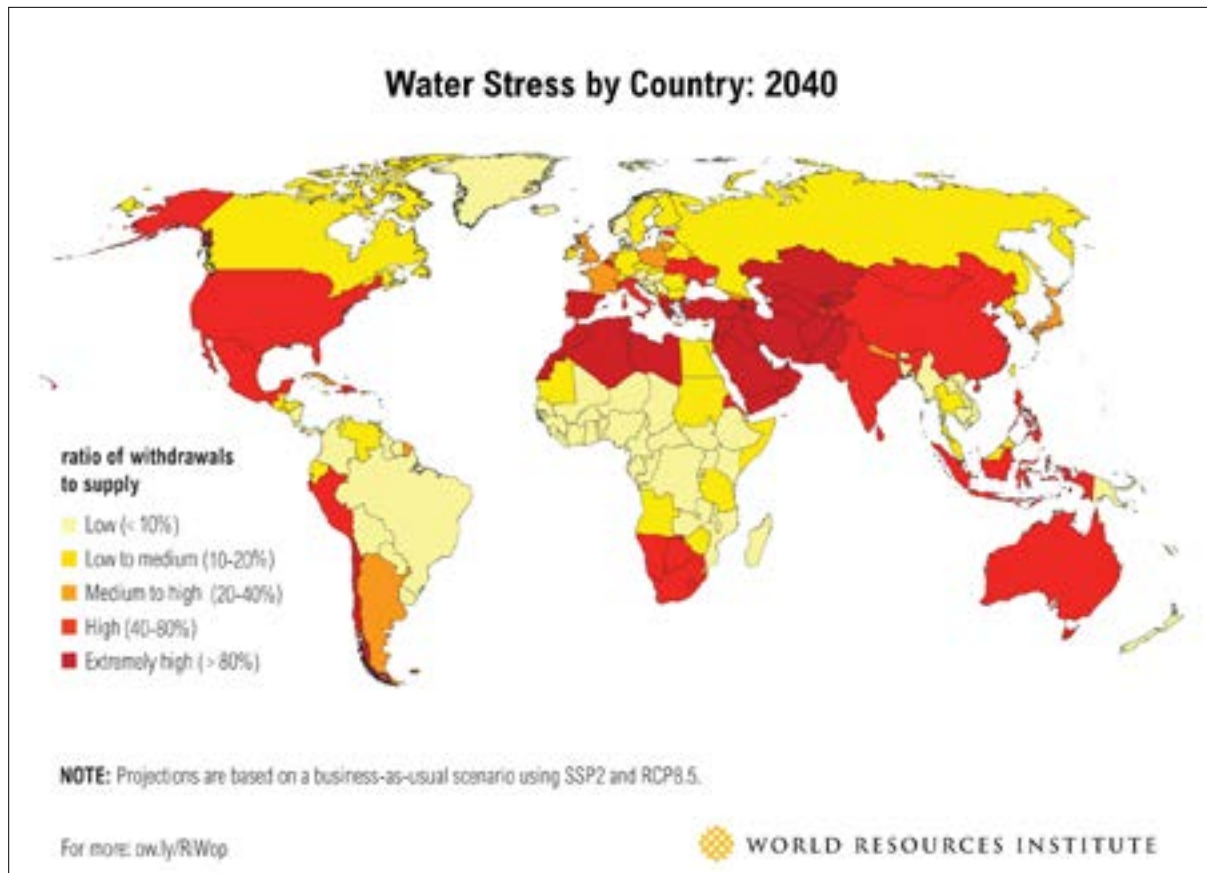 Water Stress by Country: 2040
ratio of withdrawals
to supply
Low (< 10%)
Low to medium (10-20%)
Medium to high (20-40%)
High (40-80%)
Extremely high (> 80%)
NOTE: Projections are based on a business-as-usual scenario using SSP2 and RCP8.5.
For more: ow.ly/RiWop
WORLD RESOURCES INSTITUTE